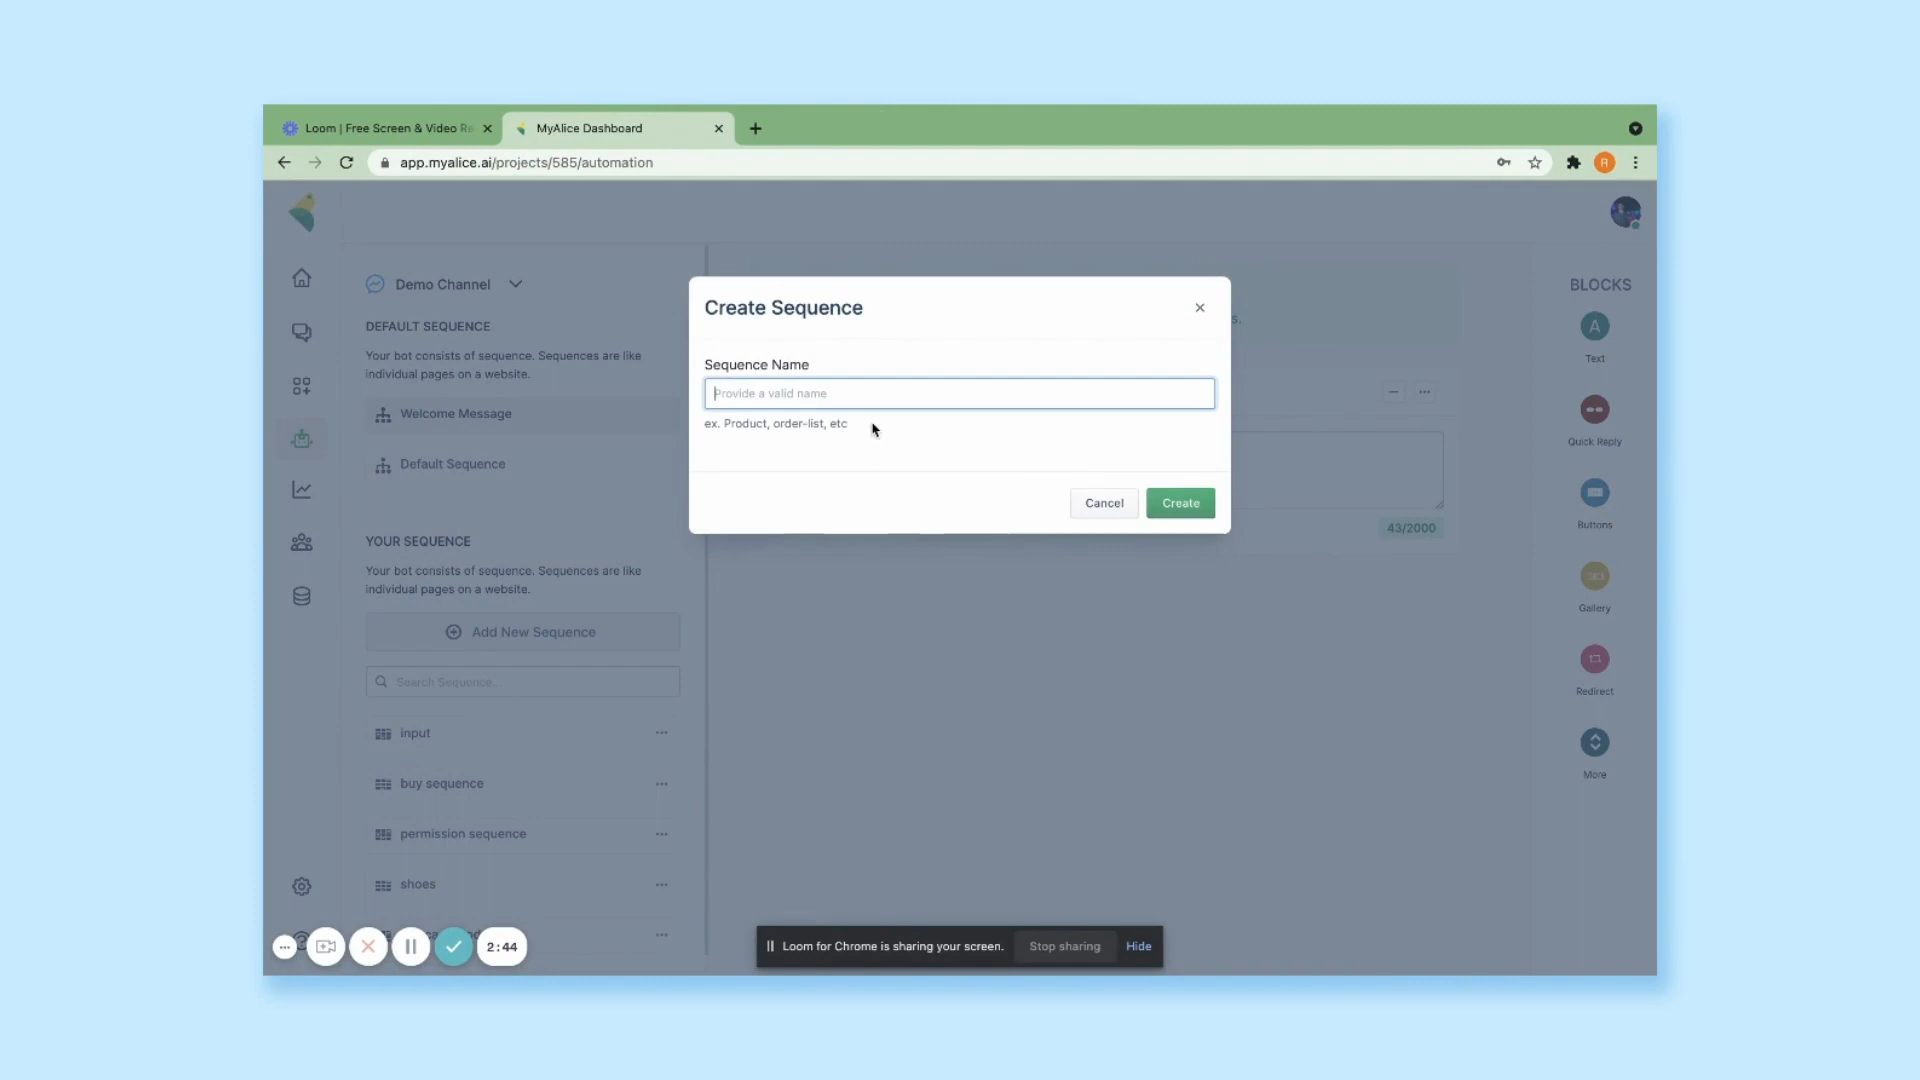 Loom | Free Screen & Video Re
MyAlice Dashboard
app.myalice.ai/projects/585/automation
R
Demo Channel
DEFAULT SEQUENCE
Your bot consists of sequence. Sequences are like
individual pages on a website.
Welcome Message
Default Sequence
YOUR SEQUENCE
Your bot consists of sequence. Sequences are like
individual pages on a website.
Add New Sequence
Search Sequence...
input
buy sequence
permission sequence
shoes
2:44
Create Sequence
Sequence Name
Provide a valid name
ex. Product, order-list, etc
Cancel
Create
s.
43/2000
BLOCKS
A
Text
Quick Reply
Buttons
Gallery
Redirect
More
Loom for Chrome is sharing your screen.
Stop sharing
Hide